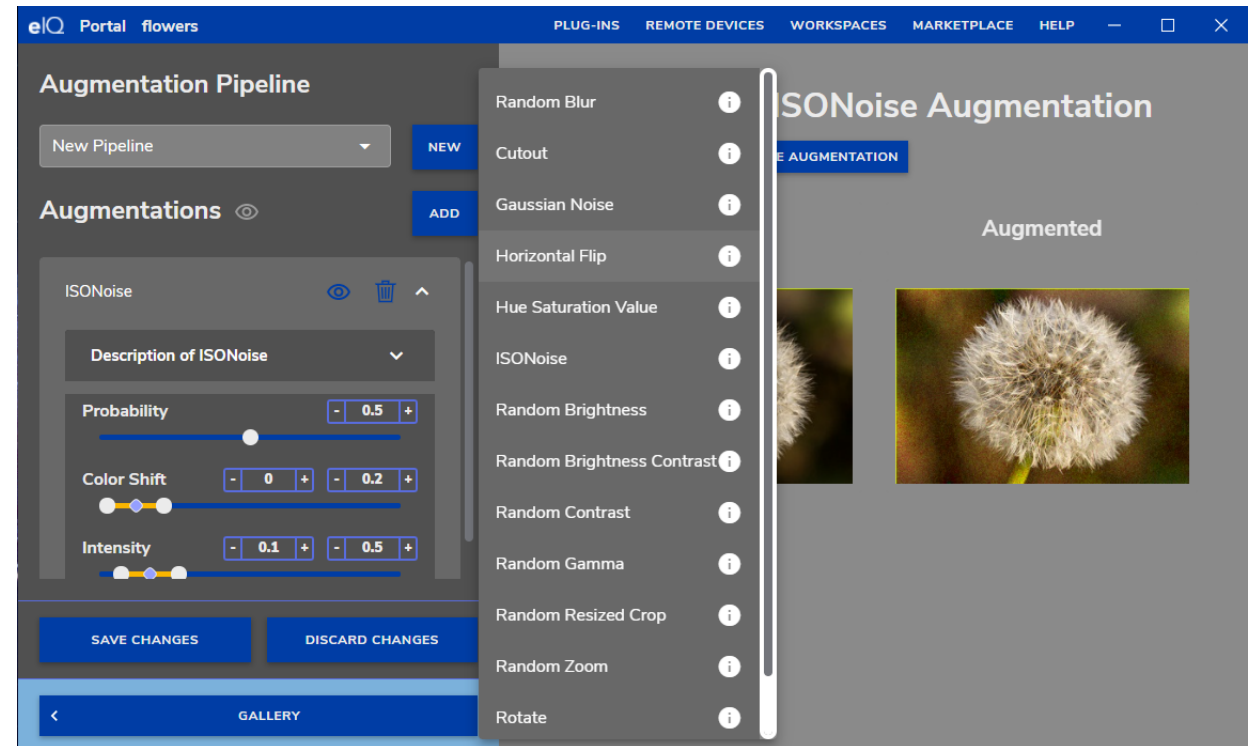 eIQ Portal flowers PLUG-INS REMOTE DEVICES WORKSPACES MARKETPLACE HELP
Augmentation Pipeline
New Pipeline NEW
Augmentations ADD
ISONoise
Description of ISONoise
Probability - 0.5 +
Color Shift - 0 + - 0.2 +
Intensity - 0.1 + - 0.5 +
SAVE CHANGES DISCARD CHANGES
GALLERY
Random Blur
Cutout
Gaussian Noise
Horizontal Flip
Hue Saturation Value
ISONoise
Random Brightness
Random Brightness Contrast
Random Contrast
Random Gamma
Random Resized Crop
Random Zoom
Rotate
ISONoise Augmentation
E AUGMENTATION
Augmented